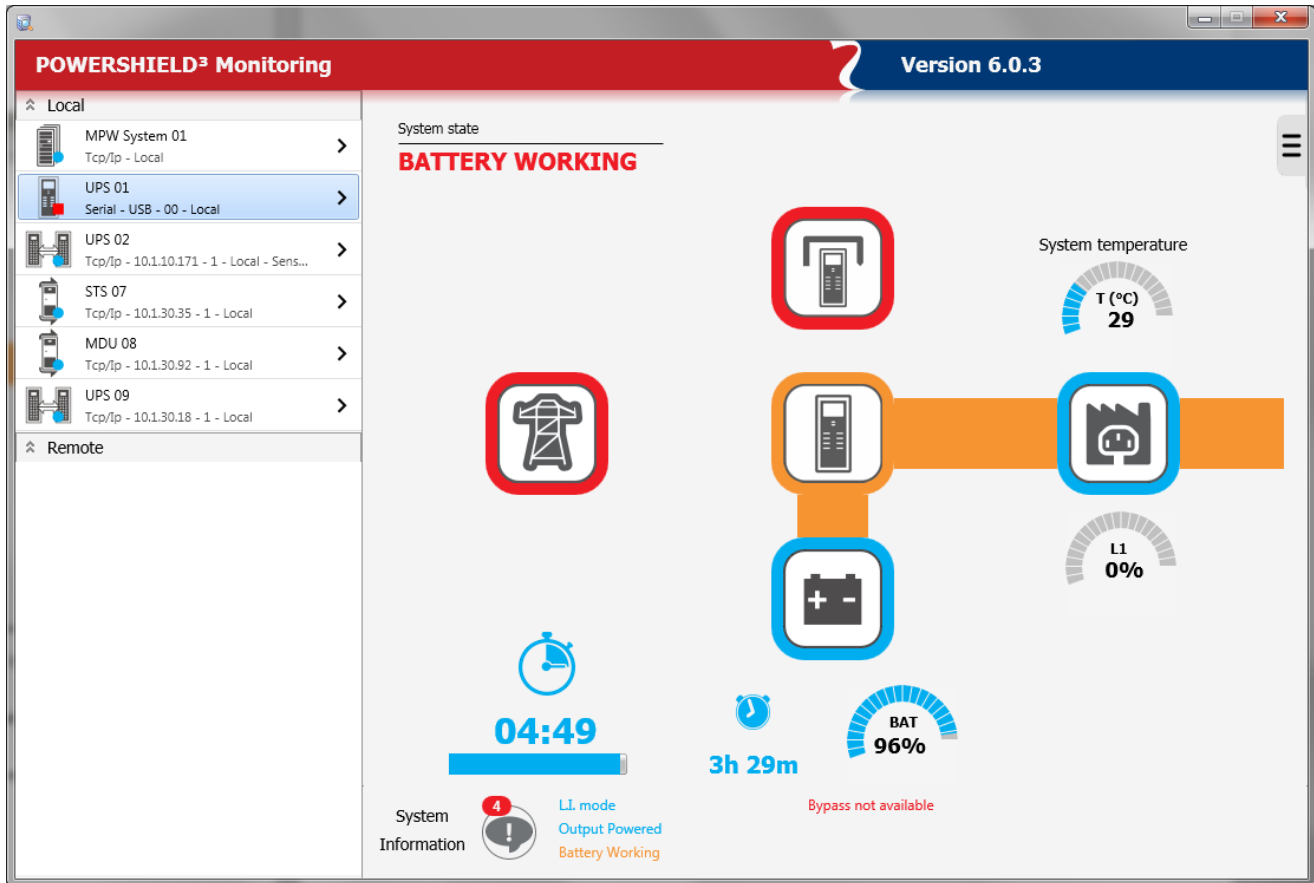 POWERSHIELD³ Monitoring
Version 6.0.3
Local
MPW System 01
Tcp/Ip - Local
UPS 01
Serial - USB - 00 - Local
UPS 02
Tcp/Ip - 10.1.10.171 - 1 - Local - Sens...
STS 07
Tcp/Ip - 10.1.30.35 - 1 - Local
MDU 08
Tcp/Ip - 10.1.30.92 - 1 - Local
UPS 09
Tcp/Ip - 10.1.30.18 - 1 - Local
Remote
System state
BATTERY WORKING
System temperature
T (°C)
29
L1
0%
04:49
3h 29m
BAT
96%
System
Information
4
L.I. mode
Output Powered
Battery Working
Bypass not available